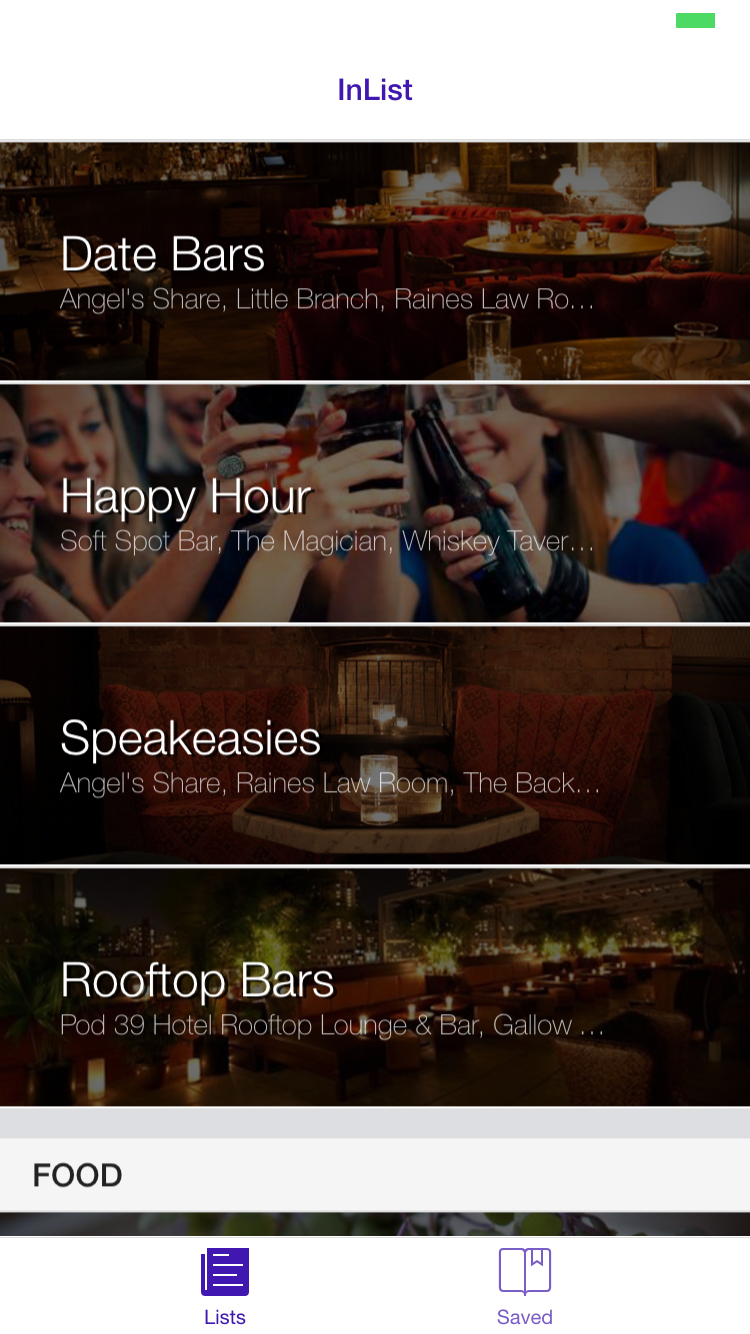 InList
Date Bars
Angel's Share, Little Branch, Raines Law Ro…
Happy Hour
Soft Spot Bar, The Magician, Whiskey Taver…
Speakeasies
Angel's Share, Raines Law Room, The Back…
Rooftop Bars
Pod 39 Hotel Rooftop Lounge & Bar, Gallow …
FOOD
Lists
Saved